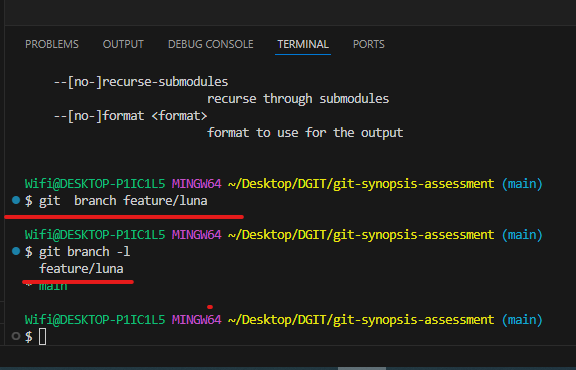 PROBLEMS OUTPUT DEBUG CONSOLE TERMINAL PORTS
--[no-]recurse-submodules
recurse through submodules
--[no-]format <format>
format to use for the output
Wifi@DESKTOP-P1IC1L5 MINGW64 ~/Desktop/DGIT/git-synopsis-assessment (main)
$ git  branch feature/luna
Wifi@DESKTOP-P1IC1L5 MINGW64 ~/Desktop/DGIT/git-synopsis-assessment (main)
$ git branch -l
feature/luna
* main
Wifi@DESKTOP-P1IC1L5 MINGW64 ~/Desktop/DGIT/git-synopsis-assessment (main)
$